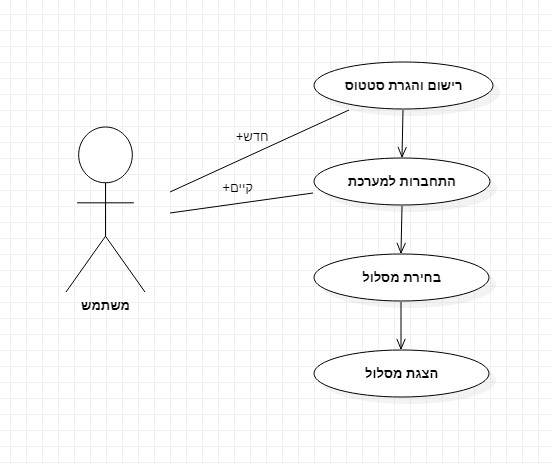 רישום והגרת סטטוס
+חדש
התחברות למערכת
+קיים
בחירת מסלול
משתמש
הצגת מסלול